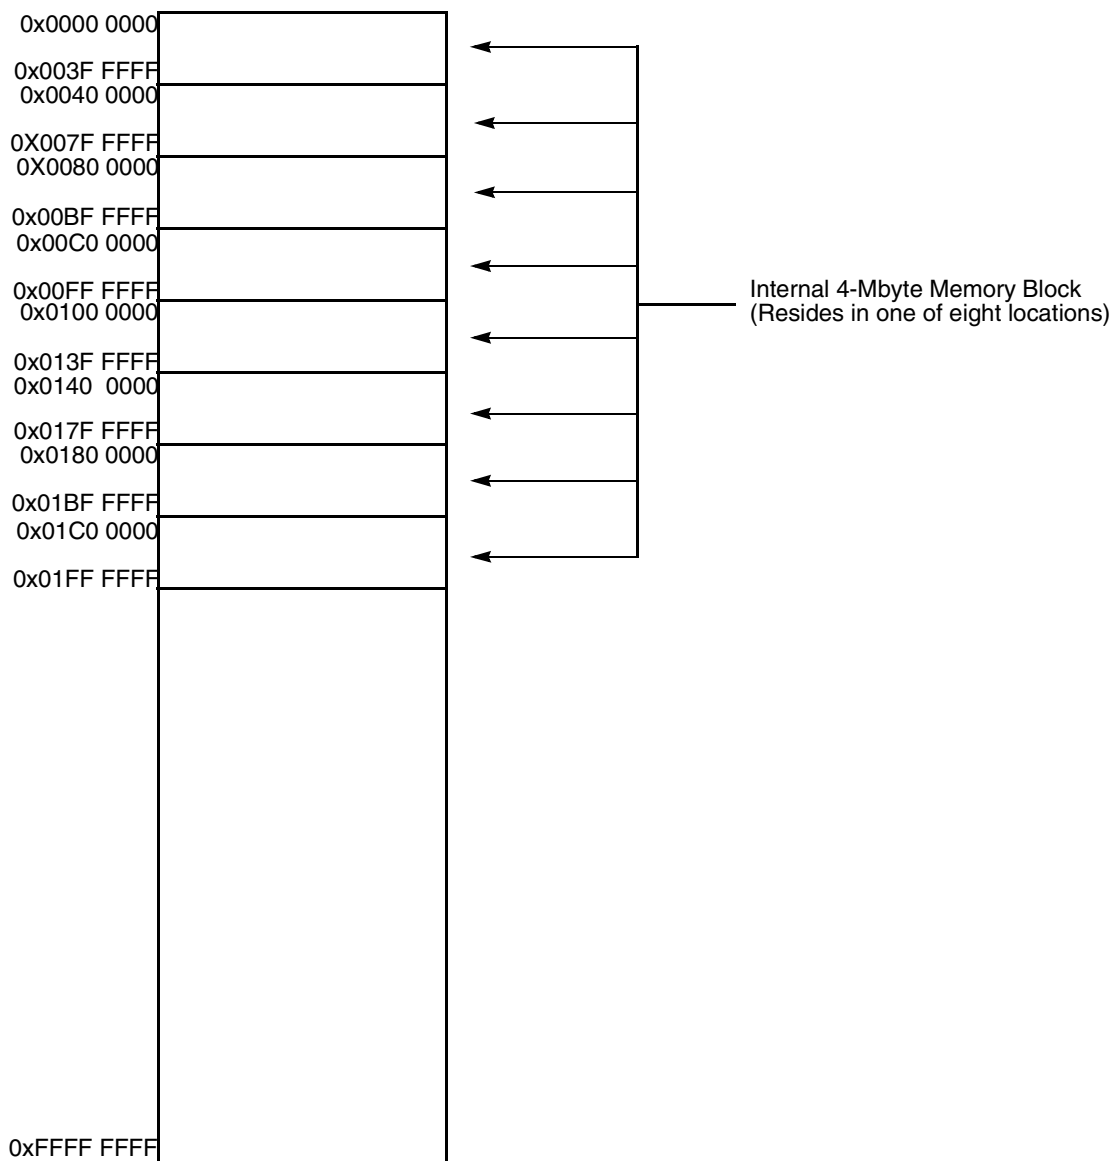 0x0000 0000
0x003F FFFF
0x0040 0000
0X007F FFFF
0X0080 0000
0x00BF FFFF
0x00C0 0000
0x00FF FFFF
0x0100 0000
0x013F FFFF
0x0140  0000
0x017F FFFF
0x0180 0000
0x01BF FFFF
0x01C0 0000
0x01FF FFFF
0xFFFF FFFF
Internal 4-Mbyte Memory Block
(Resides in one of eight locations)